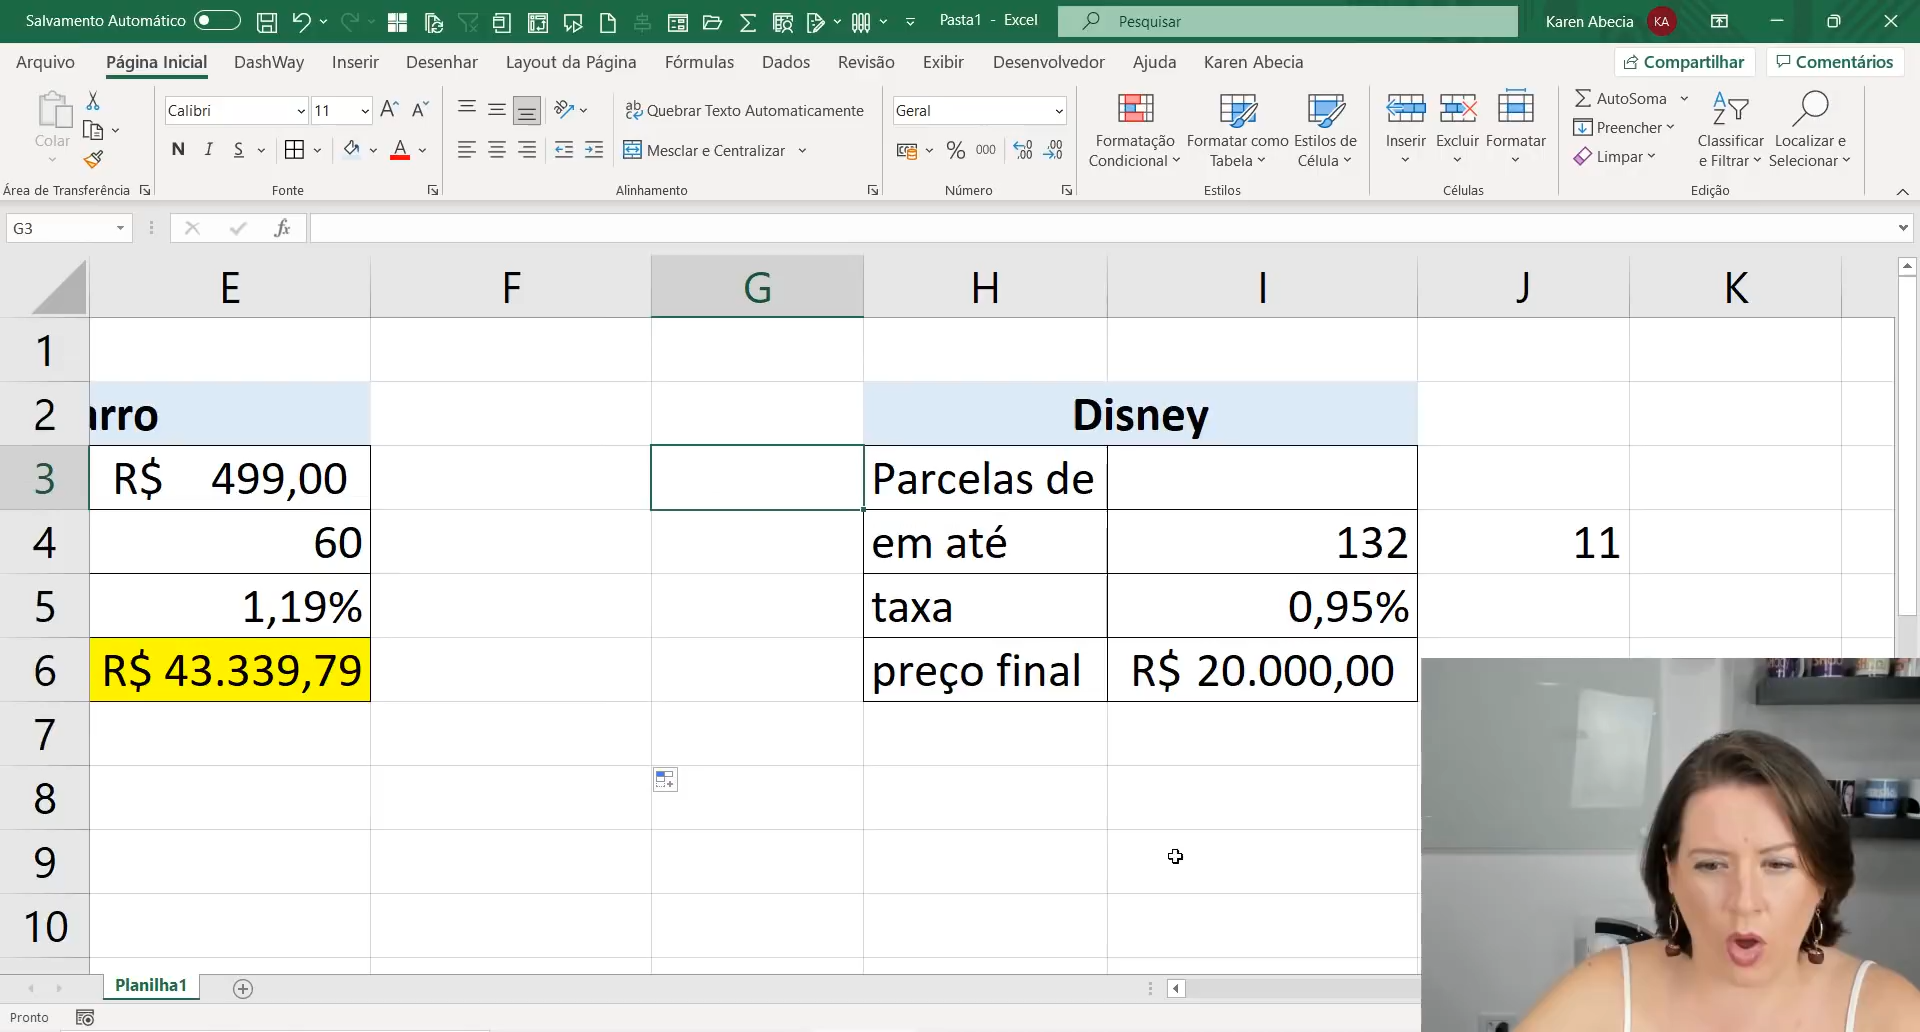 Salvamento Automático
Pasta1 - Excel
Pesquisar
Karen Abecia
KA
Arquivo
Página Inicial
DashWay
Inserir
Desenhar
Layout da Página
Fórmulas
Dados
Revisão
Exibir
Desenvolvedor
Ajuda
Karen Abecia
Compartilhar
Comentários
Colar
Área de Transferência
Calibri
11
N
I
S
Fonte
Quebrar Texto Automaticamente
Mesclar e Centralizar
Alinhamento
Geral
%
000
Número
Formatação Condicional
Formatar como Tabela
Estilos de Célula
Estilos
Inserir
Excluir
Formatar
Células
AutoSoma
Preencher
Limpar
Classificar e Filtrar
Localizar e Selecionar
Edição
G3
fx
E F G H I J K
1
2 arro Disney
3 R$ 499,00 Parcelas de
4 60 em até 132 11
5 1,19% taxa 0,95%
6 R$ 43.339,79 preço final R$ 20.000,00
7
8
9
10
Planilha1
Pronto